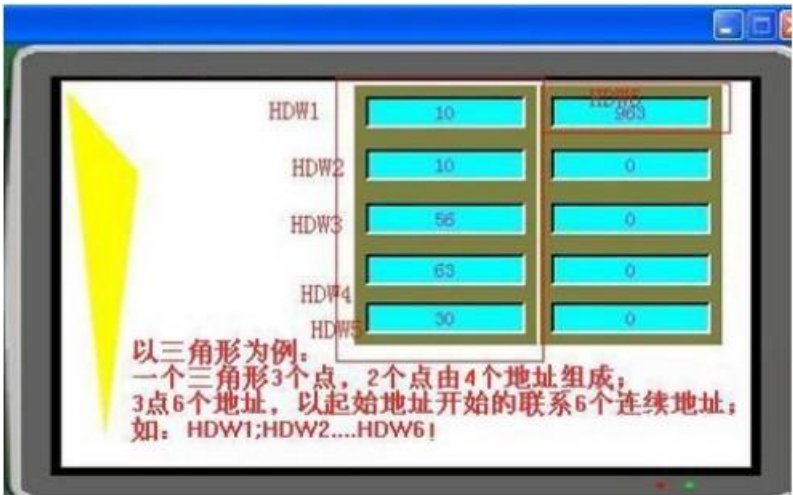 HDW1 10 HDW6 963
HDW2 10 0
HDW3 56 0
HDW4 63 0
HDW5 30 0
以三角形为例:
一个三角形3个点,2个点由4个地址组成;
3点6个地址,以起始地址开始的联系6个连续地址;
如:HDW1;HDW2....HDW6!